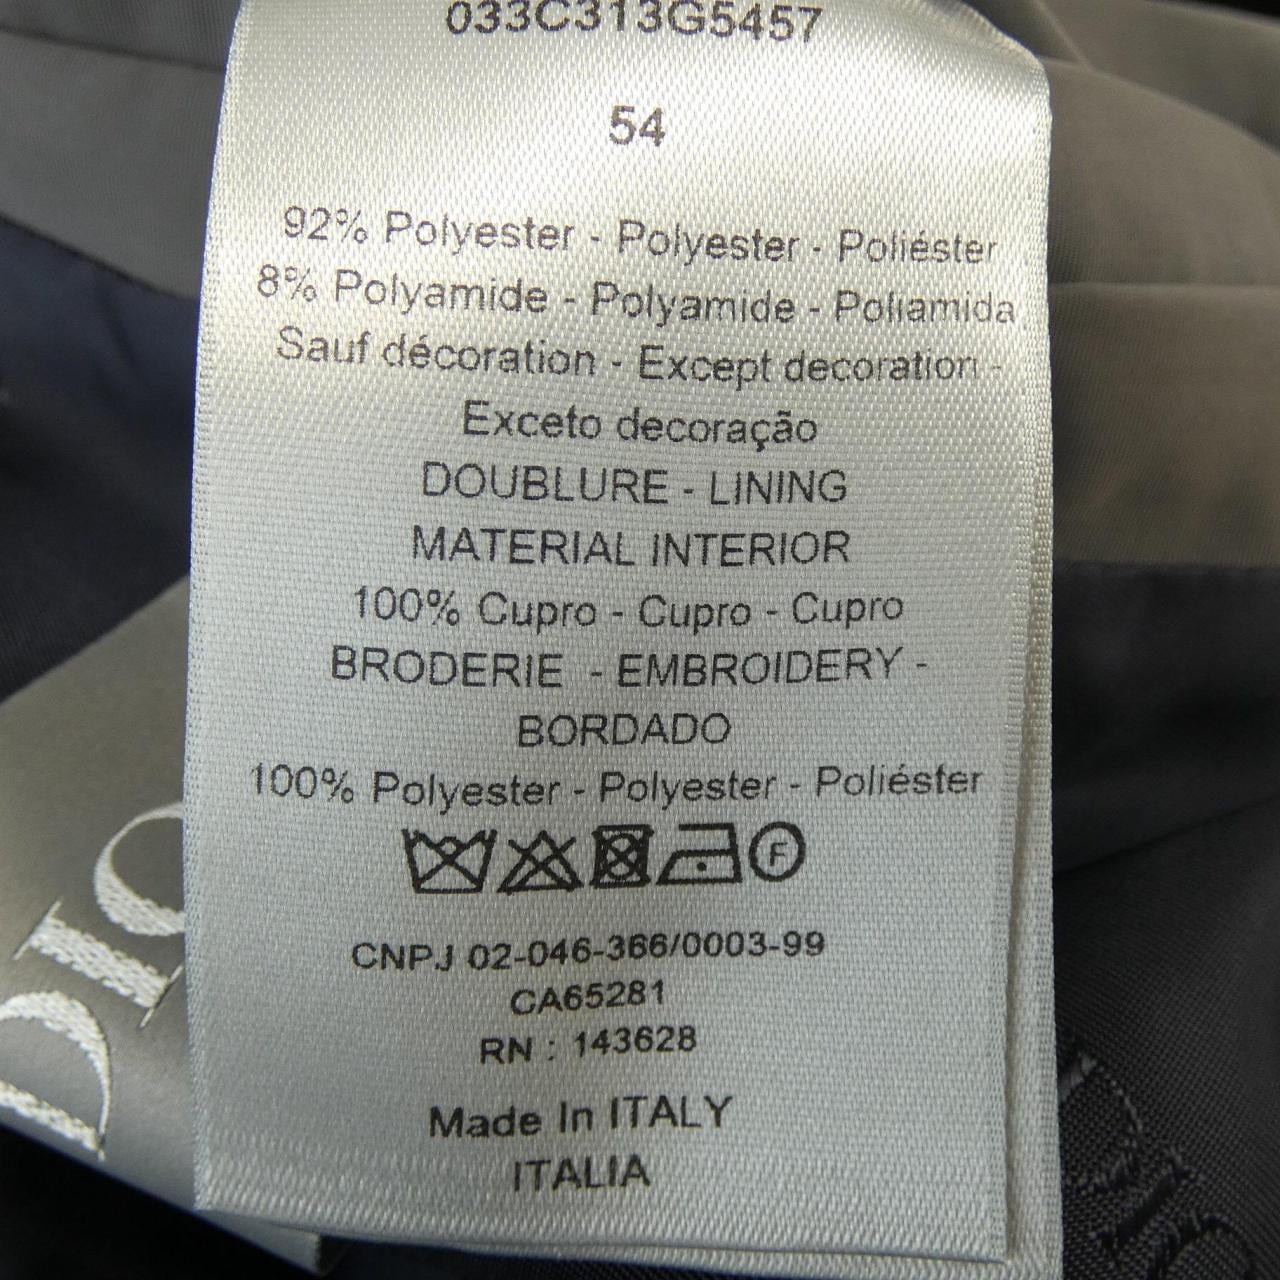 033C313G5457
54
92% Polyester - Polyester - Poliéster
8% Polyamide - Polyamide - Poliamida
Sauf décoration - Except decoration -
Exceto decoração
DOUBLURE - LINING
MATERIAL INTERIOR
100% Cupro - Cupro - Cupro
BRODERIE - EMBROIDERY -
BORDADO
100% Polyester - Polyester - Poliéster
F
CNPJ 02-046-366/0003-99
CA65281
RN : 143628
Made In ITALY
ITALIA
DIO